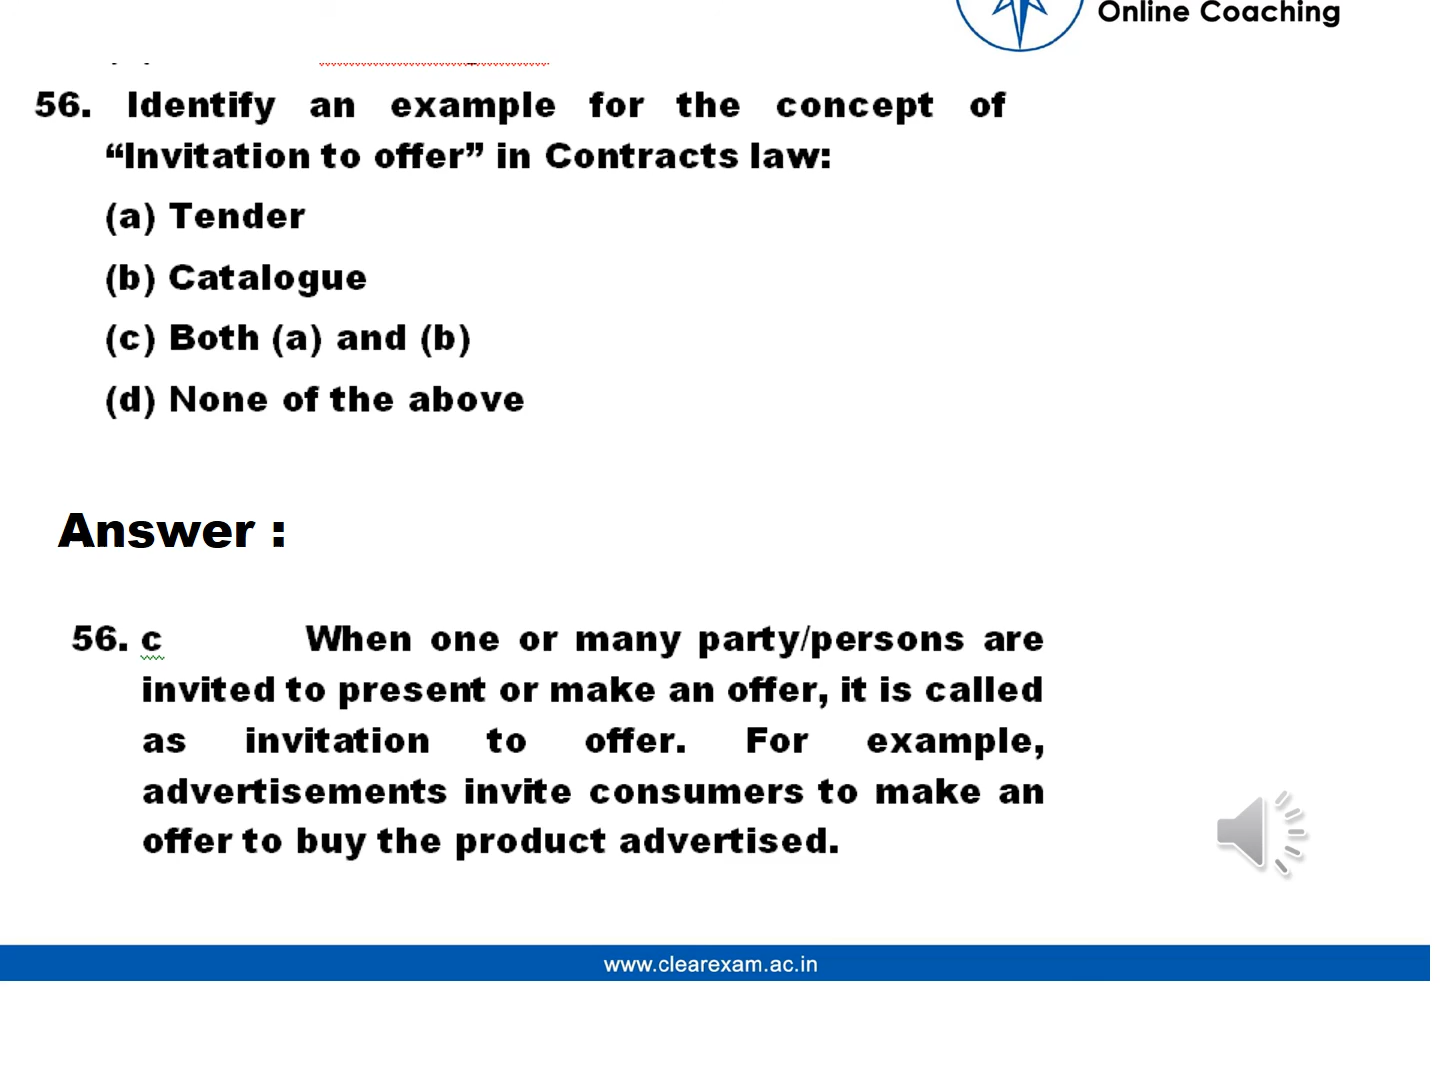 Online Coaching
56. Identify an example for the concept of
“Invitation to offer” in Contracts law:
(a) Tender
(b) Catalogue
(c) Both (a) and (b)
(d) None of the above
Answer :
56. c When one or many party/persons are
invited to present or make an offer, it is called
as invitation to offer. For example,
advertisements invite consumers to make an
offer to buy the product advertised.
www.clearexam.ac.in